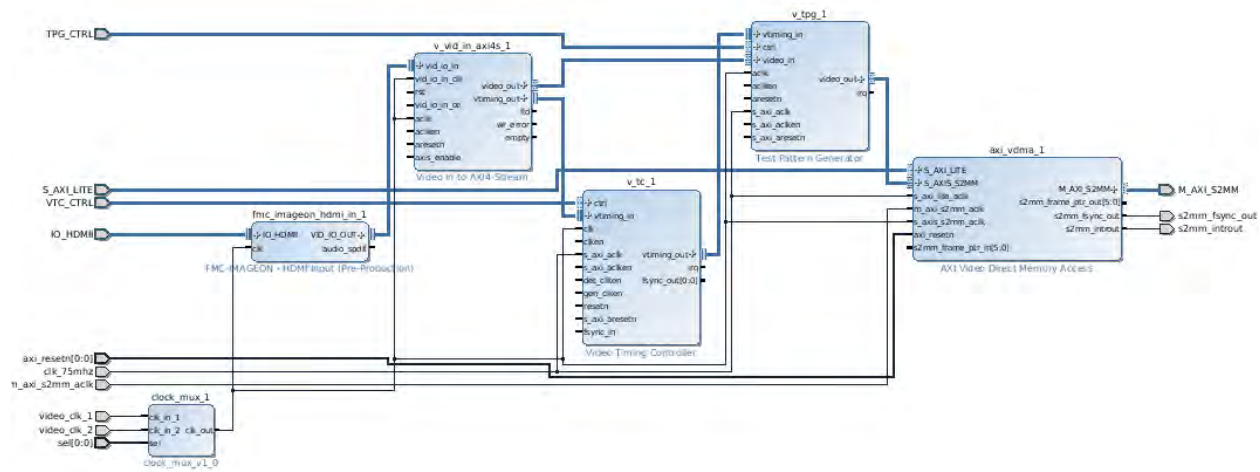 TPG_CTRL
S_AXI_LITE
VTC_CTRL
IO_HDMII
axi_resetn[0:0]
clk_75mhz
m_axi_s2mm_aclk
video_clk_1
video_clk_2
sel[0:0]
clock_mux_1
clk_in_1
clk_in_2 clk_out
sel
clock_mux_v1_0
fmc_imageon_hdmi_in_1
IO_HDMII VID_IO_OUT
clk audio_spdif
FMC-IMAGEON - HDMI Input (Pre-Production)
v_vid_in_axi4s_1
vid_io_in
vid_io_in_clk
rst
vid_io_in_ce
aclk
aclken
aresetn
axis_enable
video_out
vtiming_out
fid
wr_error
empty
Video In to AXI4-Stream
v_tc_1
ctrl
vtiming_in
clk
clken
s_axi_aclk
s_axi_aclken
det_clken
gen_clken
resetn
s_axi_aresetn
fsync_in
vtiming_out
irq
fsync_out[0:0]
Video Timing Controller
v_tpg_1
vtiming_in
ctrl
video_in
aclk
aclken
aresetn
s_axi_aclk
s_axi_aclken
s_axi_aresetn
video_out
irq
Test Pattern Generator
axi_vdma_1
S_AXI_LITE
S_AXIS_S2MM
s_axi_lite_aclk
m_axi_s2mm_aclk
s_axis_s2mm_aclk
axi_resetn
s2mm_frame_ptr_in[5:0]
M_AXI_S2MM
s2mm_frame_ptr_out[5:0]
s2mm_fsync_out
s2mm_introut
AXI Video Direct Memory Access
M_AXI_S2MM
s2mm_fsync_out
s2mm_introut